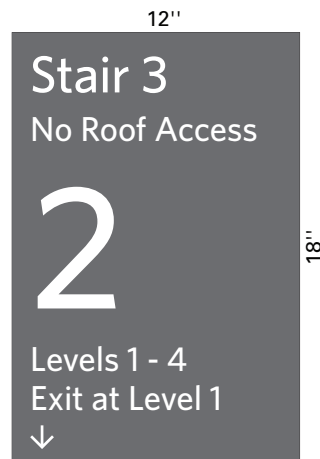 12''
Stair 3
No Roof Access
2
Levels 1 - 4
Exit at Level 1
↓
18''